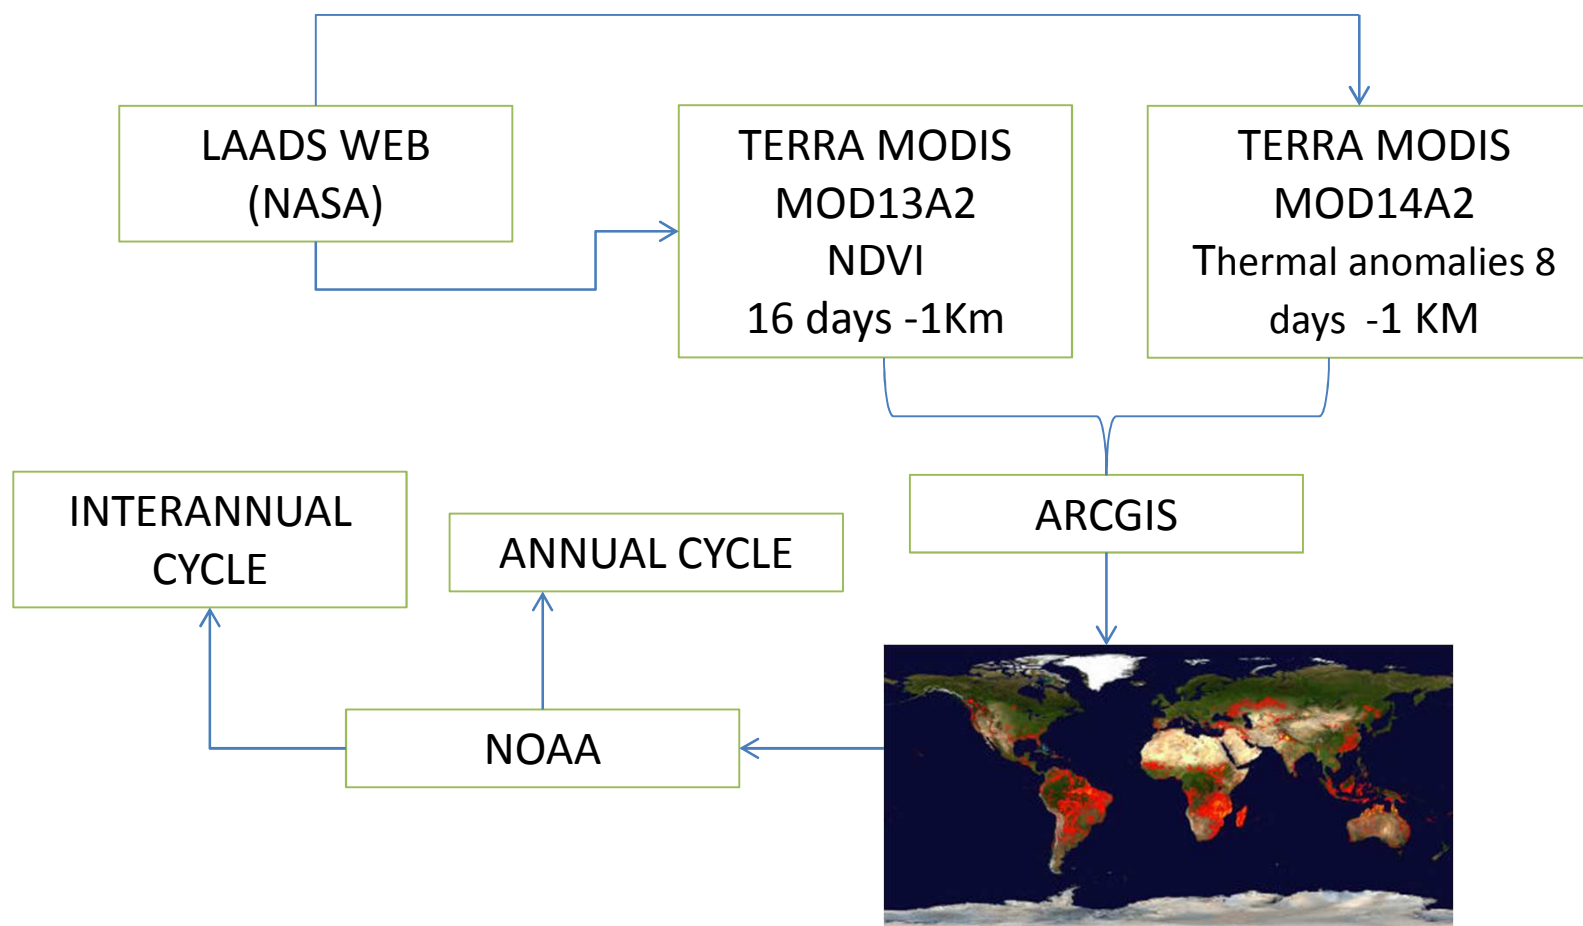 LAADS WEB
(NASA)
TERRA MODIS
MOD13A2
NDVI
16 days -1Km
TERRA MODIS
MOD14A2
Thermal anomalies 8
days -1 KM
INTERANNUAL
CYCLE
ANNUAL CYCLE
ARCGIS
NOAA